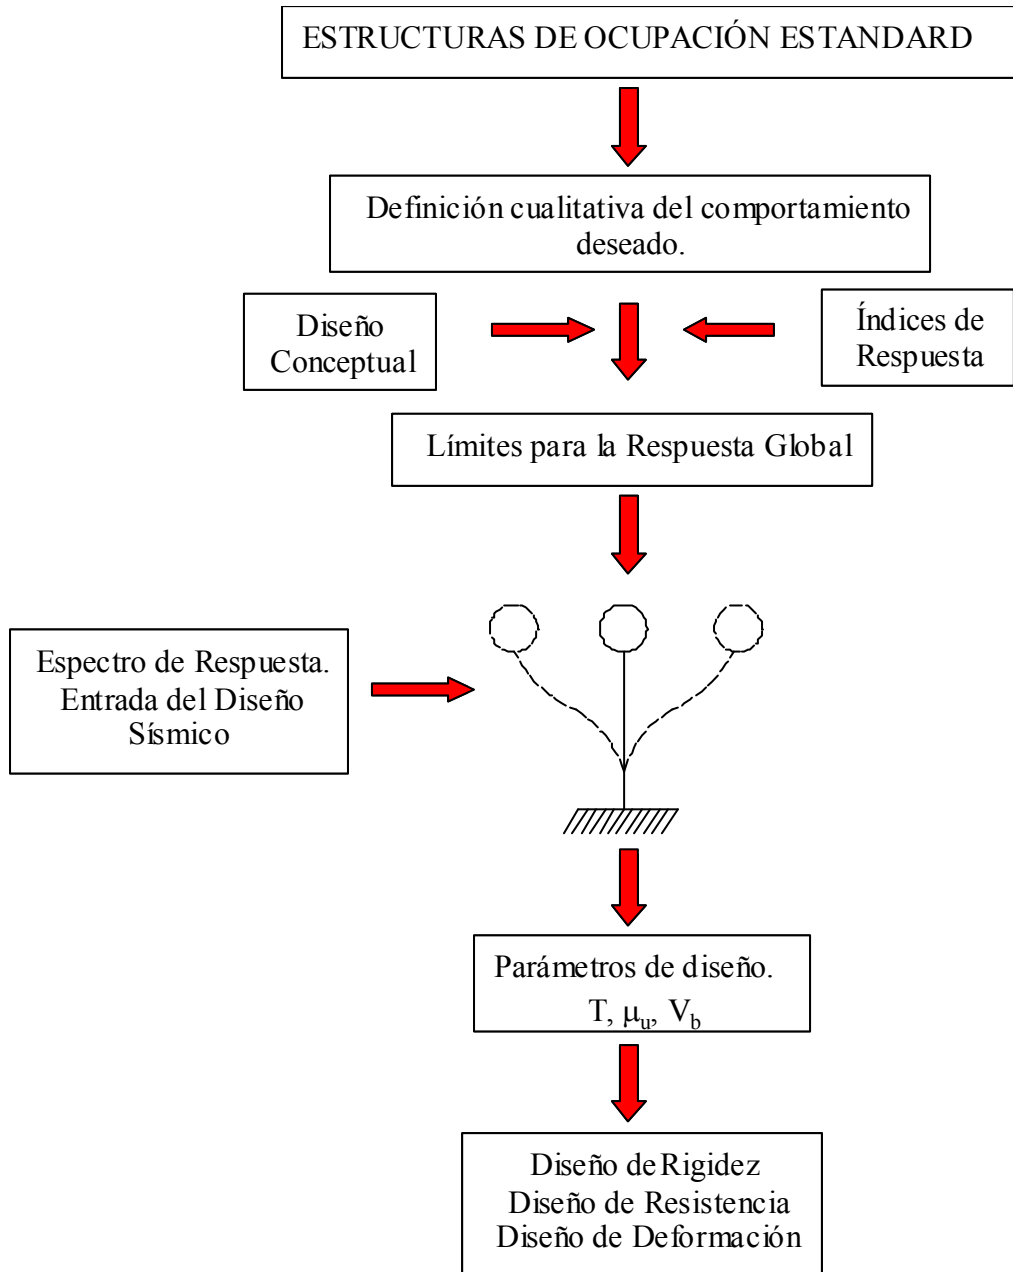 ESTRUCTURAS DE OCUPACIÓN ESTANDARD
Definición cualitativa del comportamiento
deseado.
Diseño
Conceptual
Índices de
Respuesta
Límites para la Respuesta Global
Espectro de Respuesta.
Entrada del Diseño
Sísmico
Parámetros de diseño.
T, μu, Vb
Diseño de Rigidez
Diseño de Resistencia
Diseño de Deformación